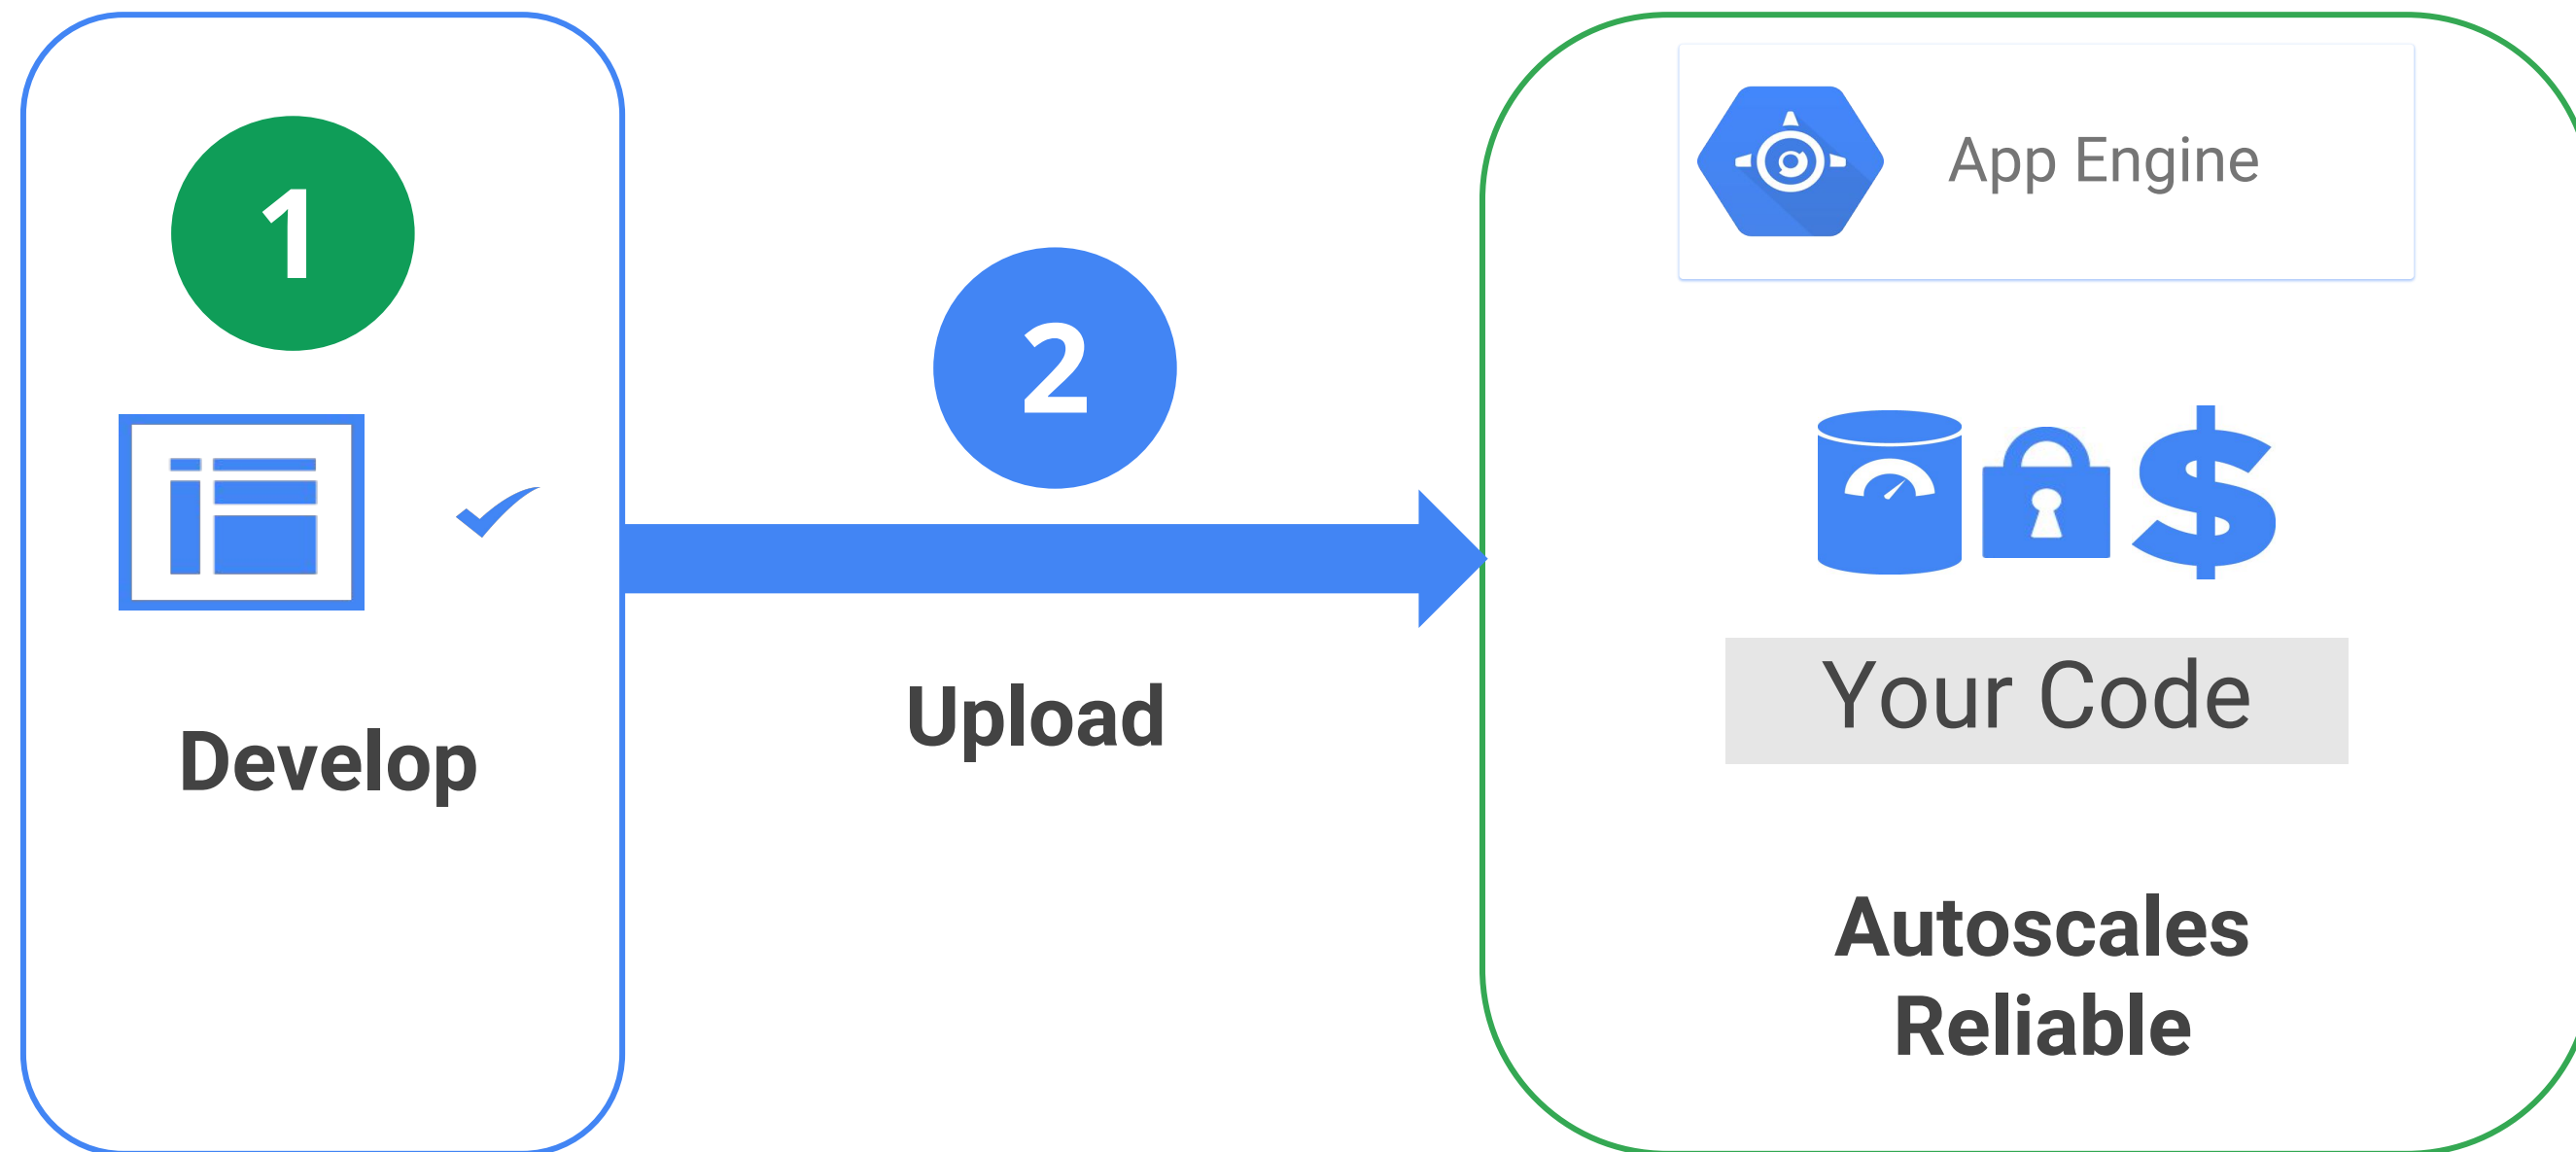 1
Develop
2
Upload
App Engine
$
Your Code
Autoscales
Reliable